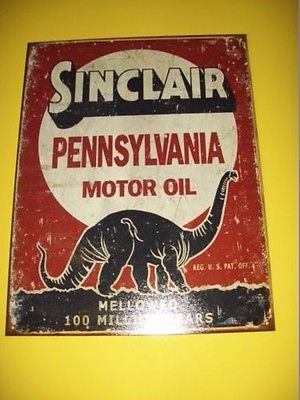 SINCLAIR
PENNSYLVANIA
MOTOR OIL
REG. U.S. PAT. OFF.
MELLOWED
100 MILLION YEARS